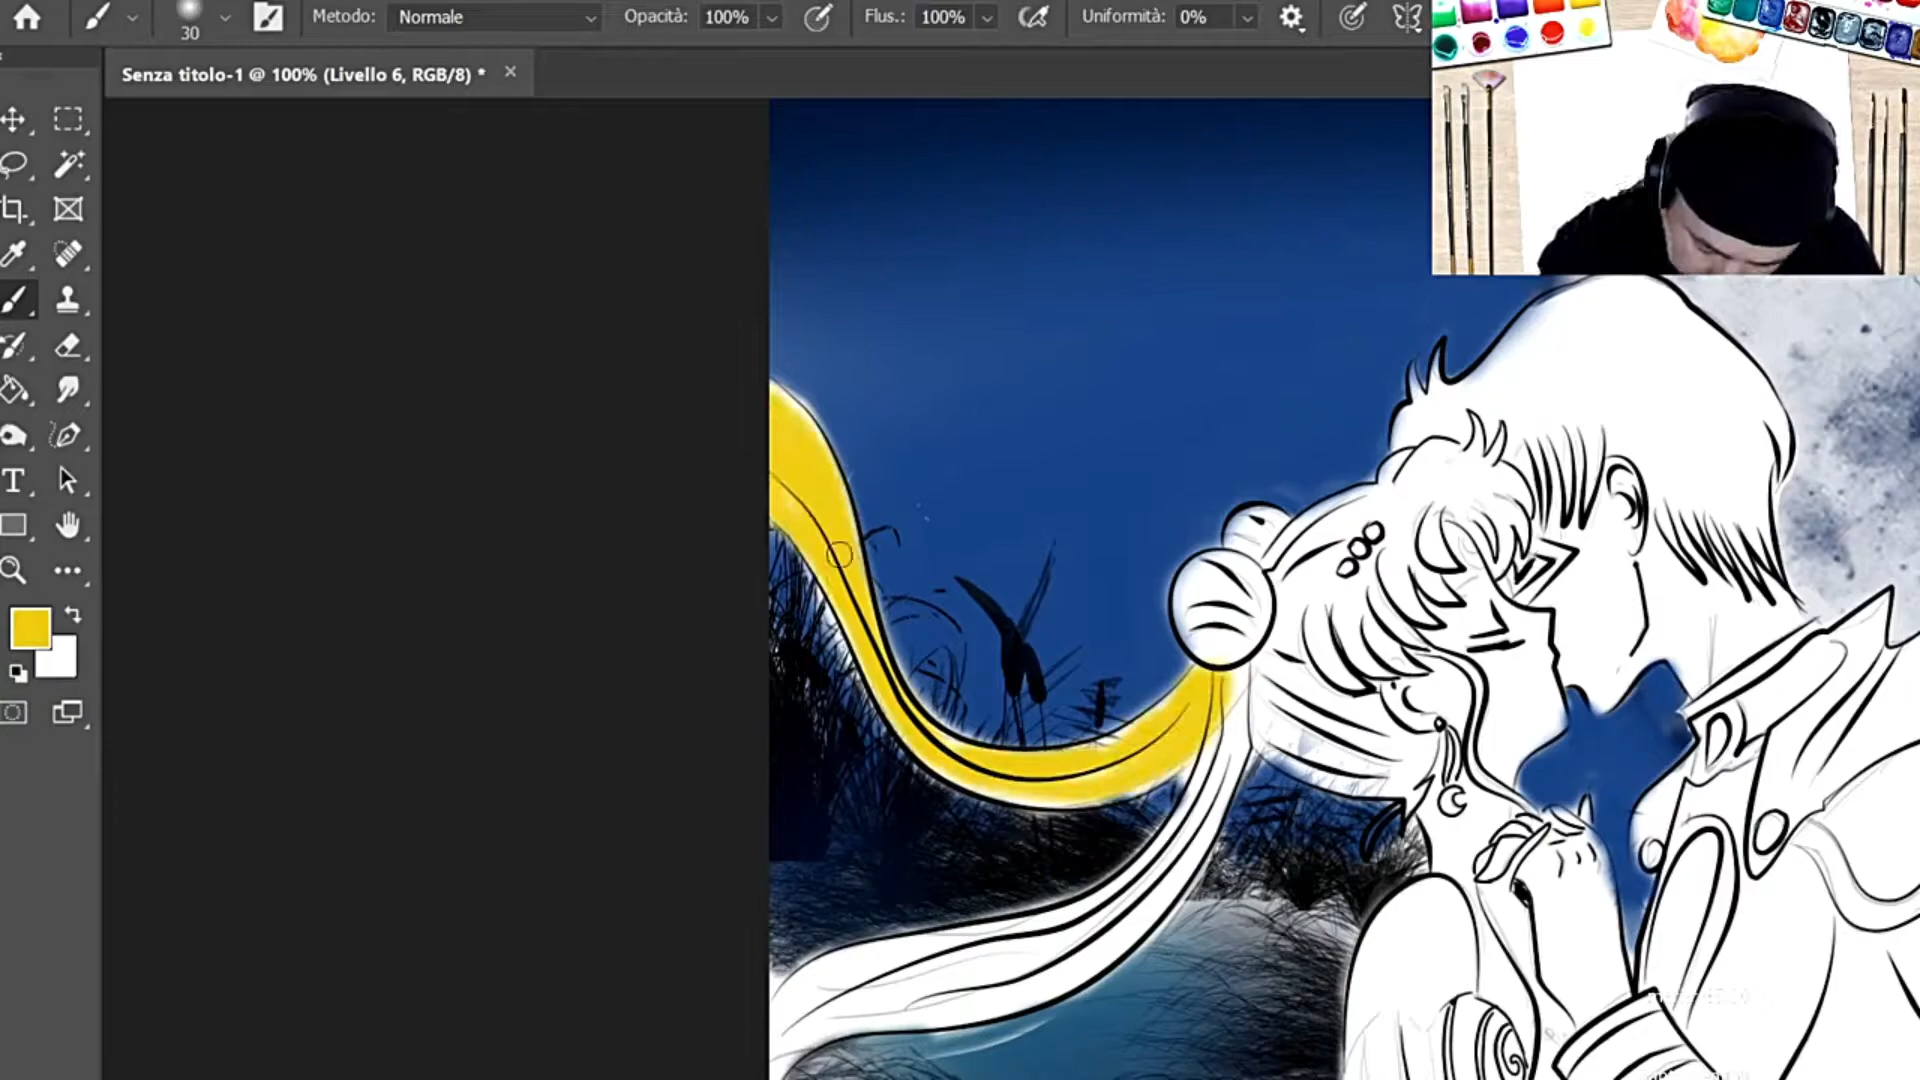 Metodo: Normale Opacità: 100% Flus.: 100% Uniformità: 0%
30
Senza titolo-1 @ 100% (Livello 6, RGB/8) *
T